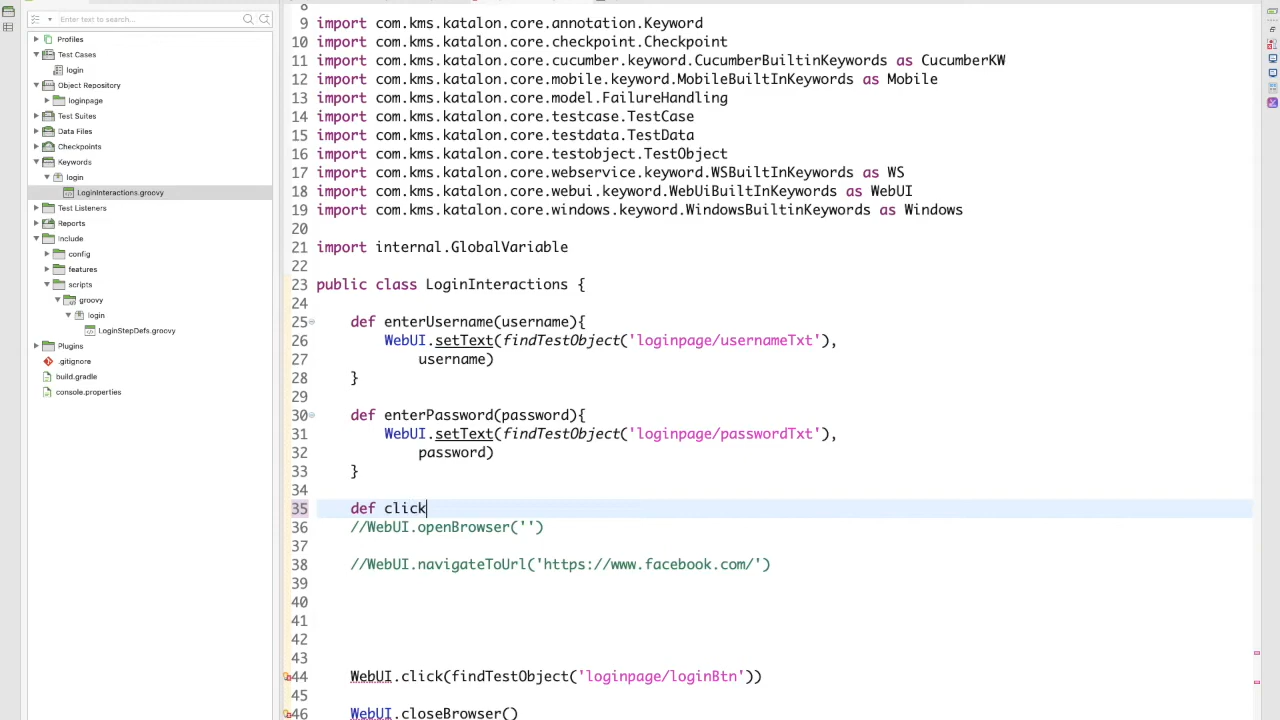 Enter text to search...
Profiles
Test Cases
login
Object Repository
loginpage
Test Suites
Data Files
Checkpoints
Keywords
login
LoginInteractions.groovy
Test Listeners
Reports
Include
config
features
scripts
groovy
login
LoginStepDefs.groovy
Plugins
.gitignore
build.gradle
console.properties
8
9 import com.kms.katalon.core.annotation.Keyword
10 import com.kms.katalon.core.checkpoint.Checkpoint
11 import com.kms.katalon.core.cucumber.keyword.CucumberBuiltinKeywords as CucumberKW
12 import com.kms.katalon.core.mobile.keyword.MobileBuiltInKeywords as Mobile
13 import com.kms.katalon.core.model.FailureHandling
14 import com.kms.katalon.core.testcase.TestCase
15 import com.kms.katalon.core.testdata.TestData
16 import com.kms.katalon.core.testobject.TestObject
17 import com.kms.katalon.core.webservice.keyword.WSBuiltInKeywords as WS
18 import com.kms.katalon.core.webui.keyword.WebUiBuiltInKeywords as WebUI
19 import com.kms.katalon.core.windows.keyword.WindowsBuiltinKeywords as Windows
20
21 import internal.GlobalVariable
22
23 public class LoginInteractions {
24
25 def enterUsername(username){
26 WebUI.setText(findTestObject('loginpage/usernameTxt'),
27 username)
28 }
29
30 def enterPassword(password){
31 WebUI.setText(findTestObject('loginpage/passwordTxt'),
32 password)
33 }
34
35 def click
36 //WebUI.openBrowser('')
37
38 //WebUI.navigateToUrl('https://www.facebook.com/')
39
40
41
42
43
44 WebUI.click(findTestObject('loginpage/loginBtn'))
45
46 WebUI.closeBrowser()